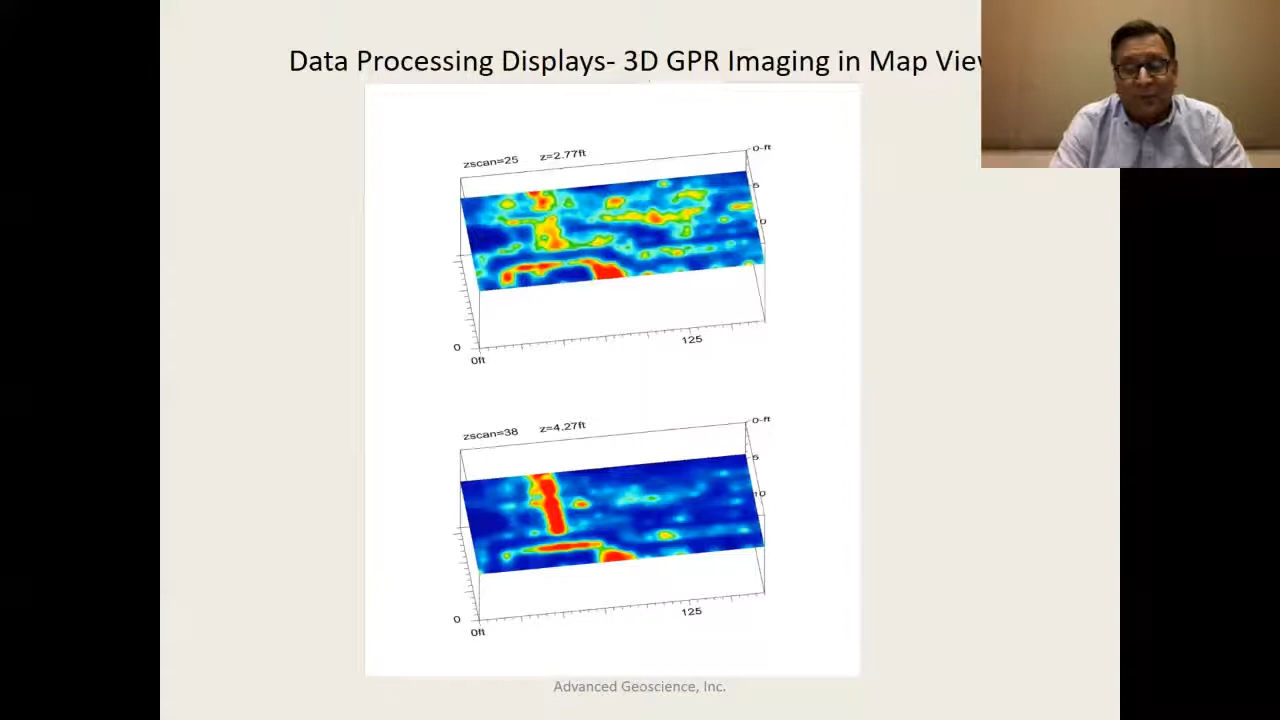 Data Processing Displays- 3D GPR Imaging in Map View
zscan=25 z=2.77ft
0-ft
5
0
0
125
0ft
zscan=38 z=4.27ft
0-ft
5
10
0
125
0ft
Advanced Geoscience, Inc.